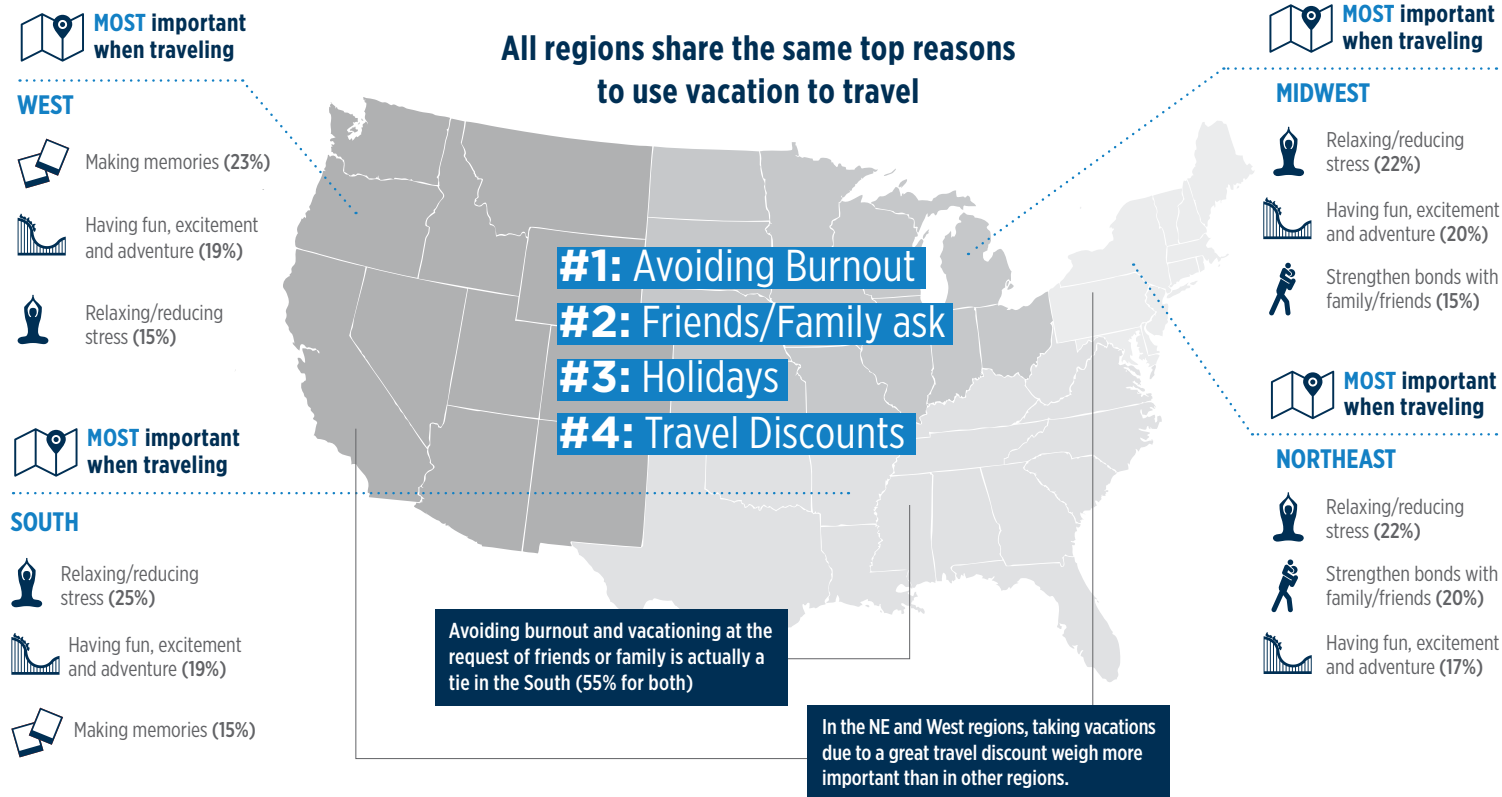 All regions share the same top reasons
to use vacation to travel
MOST important
when traveling
WEST
Making memories (23%)
Having fun, excitement
and adventure (19%)
Relaxing/reducing
stress (15%)
MOST important
when traveling
SOUTH
Relaxing/reducing
stress (25%)
Having fun, excitement
and adventure (19%)
Making memories (15%)
#1: Avoiding Burnout
#2: Friends/Family ask
#3: Holidays
#4: Travel Discounts
Avoiding burnout and vacationing at the
request of friends or family is actually a
tie in the South (55% for both)
In the NE and West regions, taking vacations
due to a great travel discount weigh more
important than in other regions.
MOST important
when traveling
MIDWEST
Relaxing/reducing
stress (22%)
Having fun, excitement
and adventure (20%)
Strengthen bonds with
family/friends (15%)
MOST important
when traveling
NORTHEAST
Relaxing/reducing
stress (22%)
Strengthen bonds with
family/friends (20%)
Having fun, excitement
and adventure (17%)